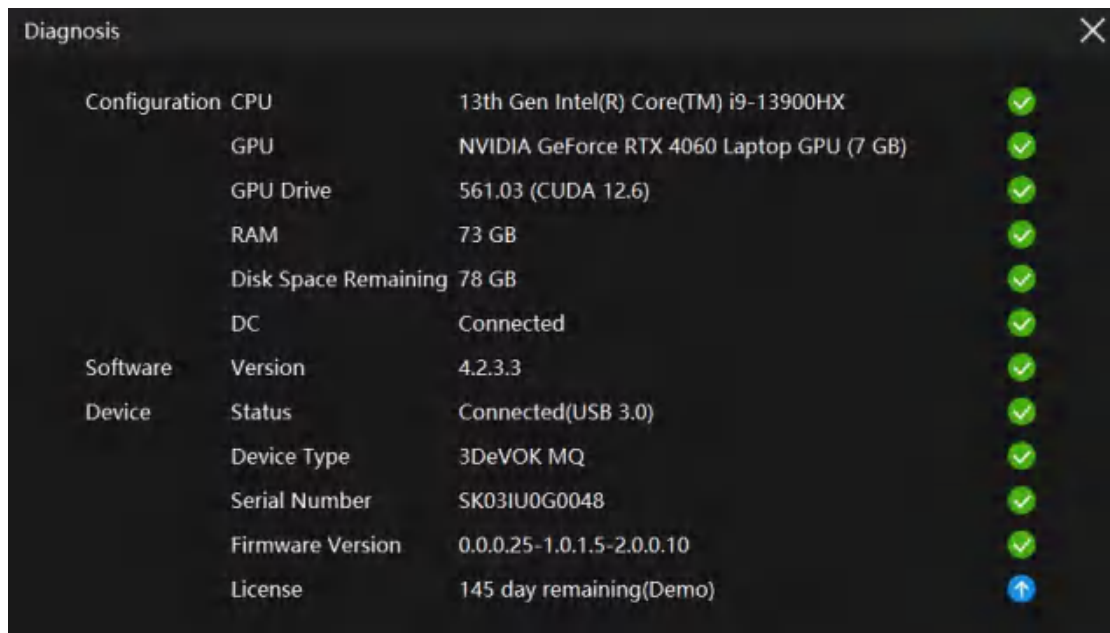 Diagnosis
Configuration CPU 13th Gen Intel(R) Core(TM) i9-13900HX
GPU NVIDIA GeForce RTX 4060 Laptop GPU (7 GB)
GPU Drive 561.03 (CUDA 12.6)
RAM 73 GB
Disk Space Remaining 78 GB
DC Connected
Software Version 4.2.3.3
Device Status Connected(USB 3.0)
Device Type 3DeVOK MQ
Serial Number SK03IU0G0048
Firmware Version 0.0.0.25-1.0.1.5-2.0.0.10
License 145 day remaining(Demo)